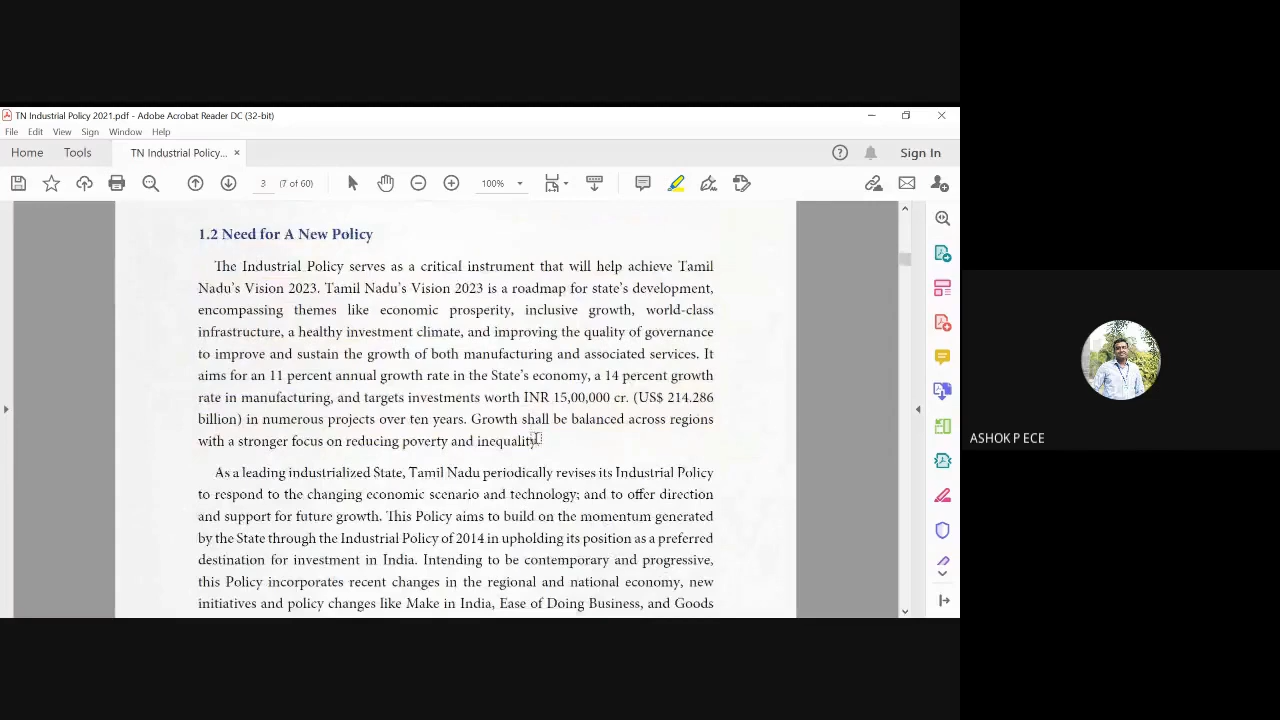 TN Industrial Policy 2021.pdf - Adobe Acrobat Reader DC (32-bit)
File Edit View Sign Window Help
Home Tools TN Industrial Policy... × Sign In
3 (7 of 60) 100%
1.2 Need for A New Policy
The Industrial Policy serves as a critical instrument that will help achieve Tamil
Nadu's Vision 2023. Tamil Nadu's Vision 2023 is a roadmap for state's development,
encompassing themes like economic prosperity, inclusive growth, world-class
infrastructure, a healthy investment climate, and improving the quality of governance
to improve and sustain the growth of both manufacturing and associated services. It
aims for an 11 percent annual growth rate in the State's economy, a 14 percent growth
rate in manufacturing, and targets investments worth INR 15,00,000 cr. (US$ 214.286
billion) in numerous projects over ten years. Growth shall be balanced across regions
with a stronger focus on reducing poverty and inequality.
As a leading industrialized State, Tamil Nadu periodically revises its Industrial Policy
to respond to the changing economic scenario and technology; and to offer direction
and support for future growth. This Policy aims to build on the momentum generated
by the State through the Industrial Policy of 2014 in upholding its position as a preferred
destination for investment in India. Intending to be contemporary and progressive,
this Policy incorporates recent changes in the regional and national economy, new
initiatives and policy changes like Make in India, Ease of Doing Business, and Goods
ASHOK P ECE